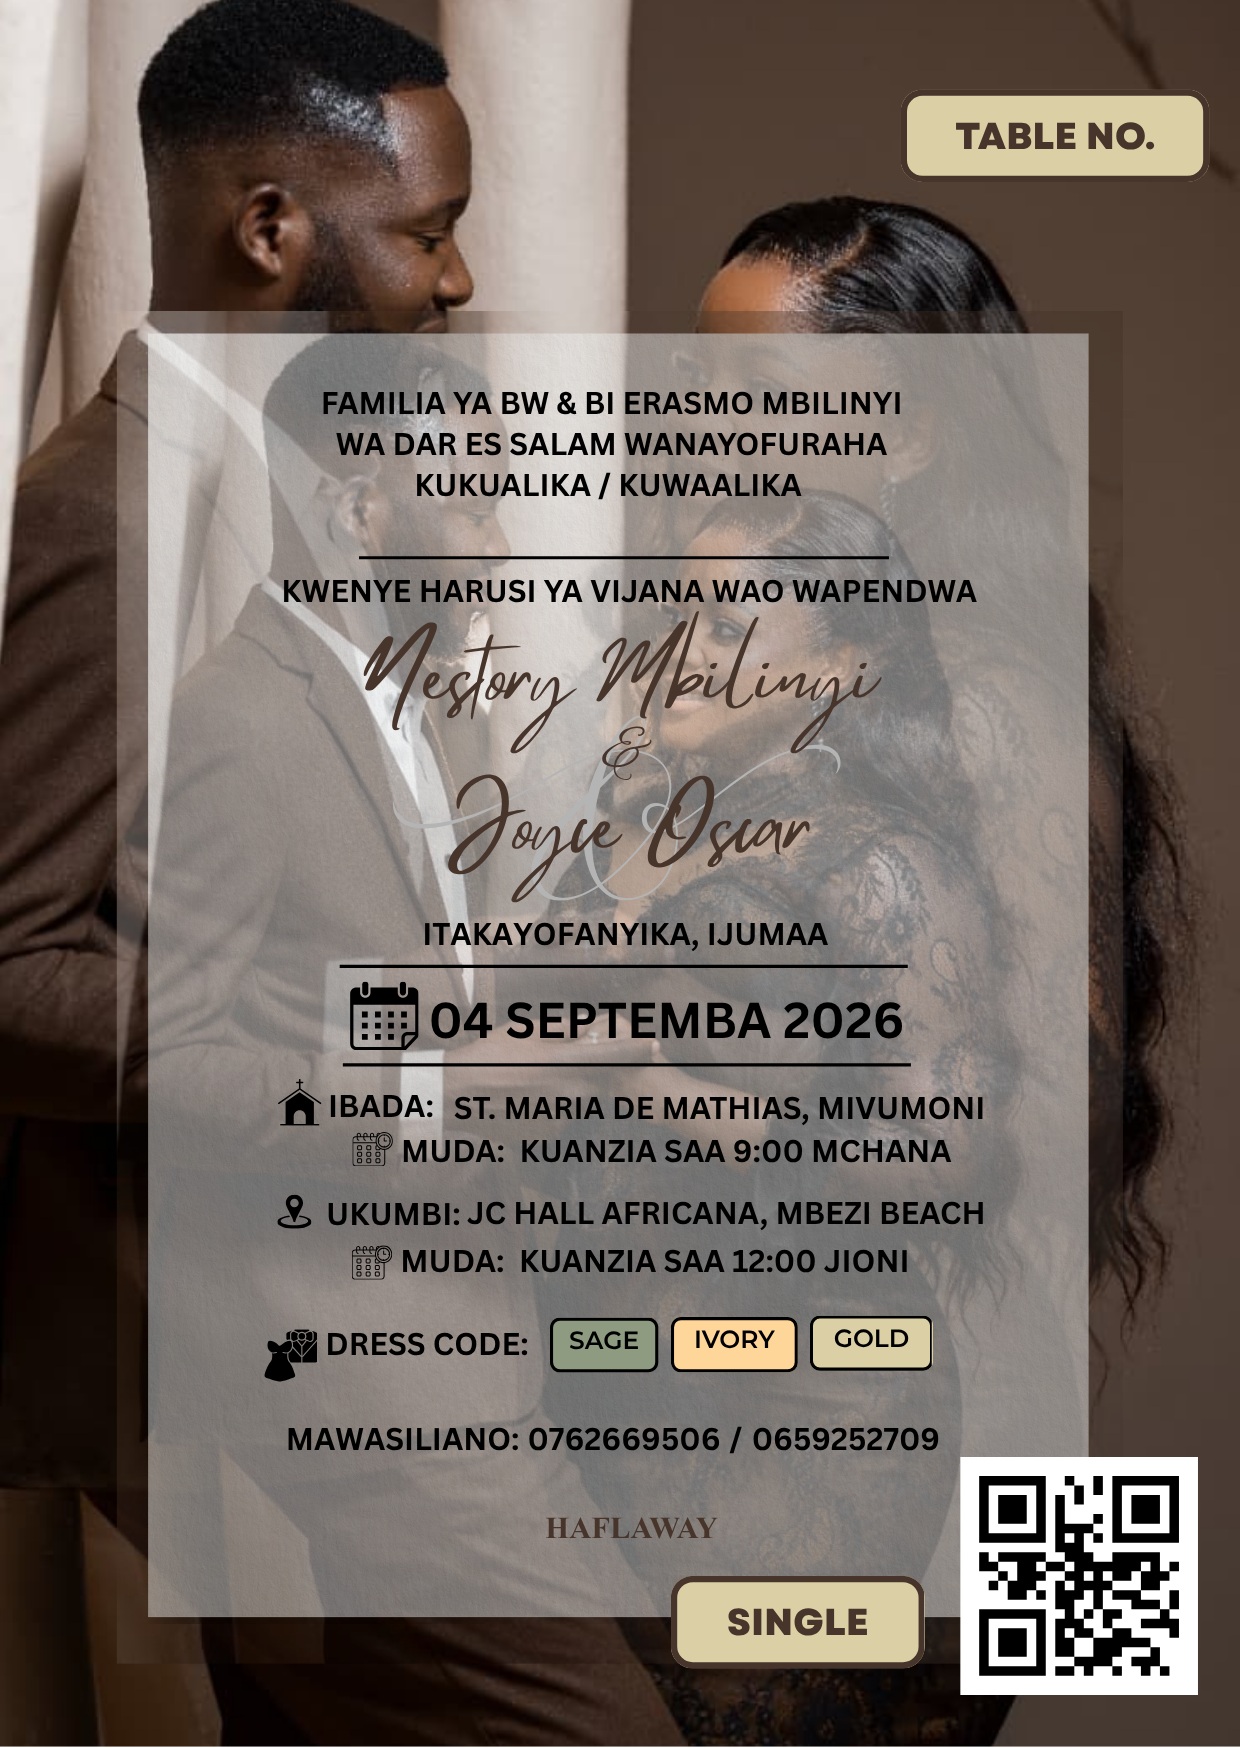 TABLE NO.
FAMILIA YA BW & BI ERASMO MBILINYI
WA DAR ES SALAM WANAYOFURAHA
KUKUALIKA / KUWAALIKA
KWENYE HARUSI YA VIJANA WAO WAPENDWA
Nestory Mbilinyi
&
Joyce Oscar
ITAKAYOFANYIKA, IJUMAA
04 SEPTEMBA 2026
IBADA: ST. MARIA DE MATHIAS, MIVUMONI
MUDA: KUANZIA SAA 9:00 MCHANA
UKUMBI: JC HALL AFRICANA, MBEZI BEACH
MUDA: KUANZIA SAA 12:00 JIONI
DRESS CODE: SAGE IVORY GOLD
MAWASILIANO: 0762669506 / 0659252709
HAFLAWAY
SINGLE